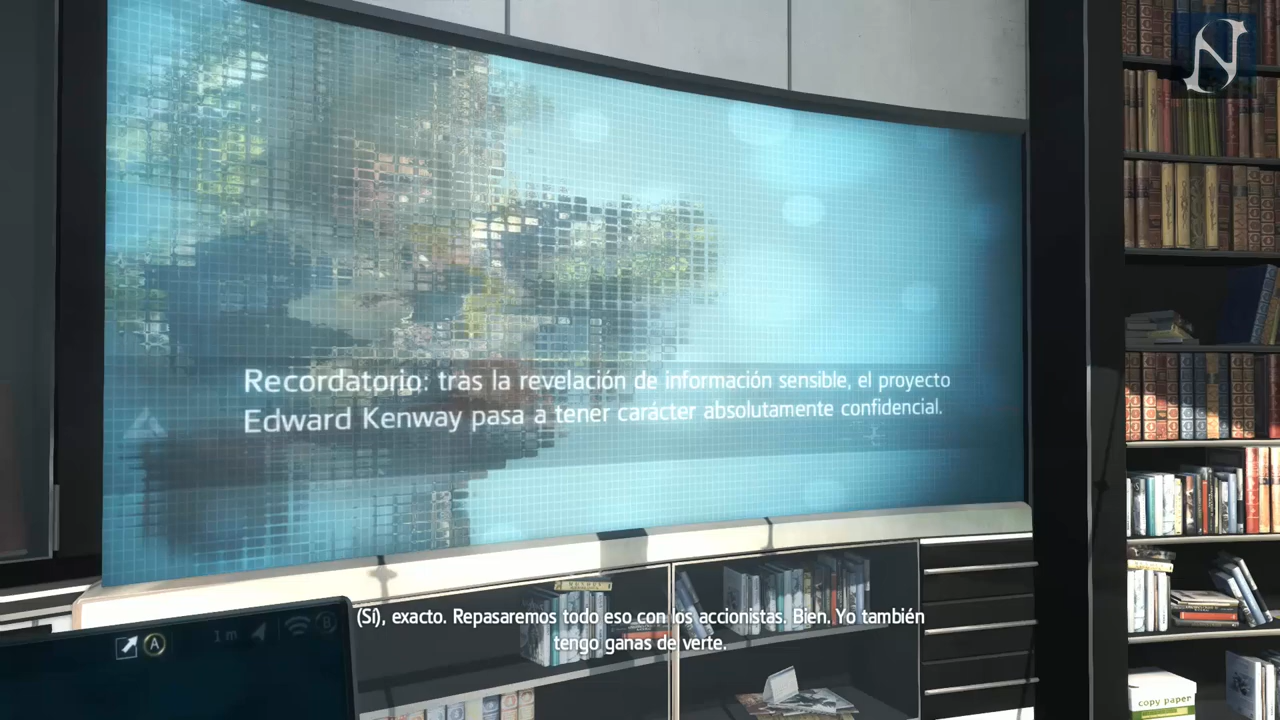 N
Recordatorio: tras la revelación de información sensible, el proyecto
Edward Kenway pasa a tener carácter absolutamente confidencial.
(Sí), exacto. Repasaremos todo eso con los accionistas. Bien. Yo también
tengo ganas de verte.
A 1 m B
copy paper